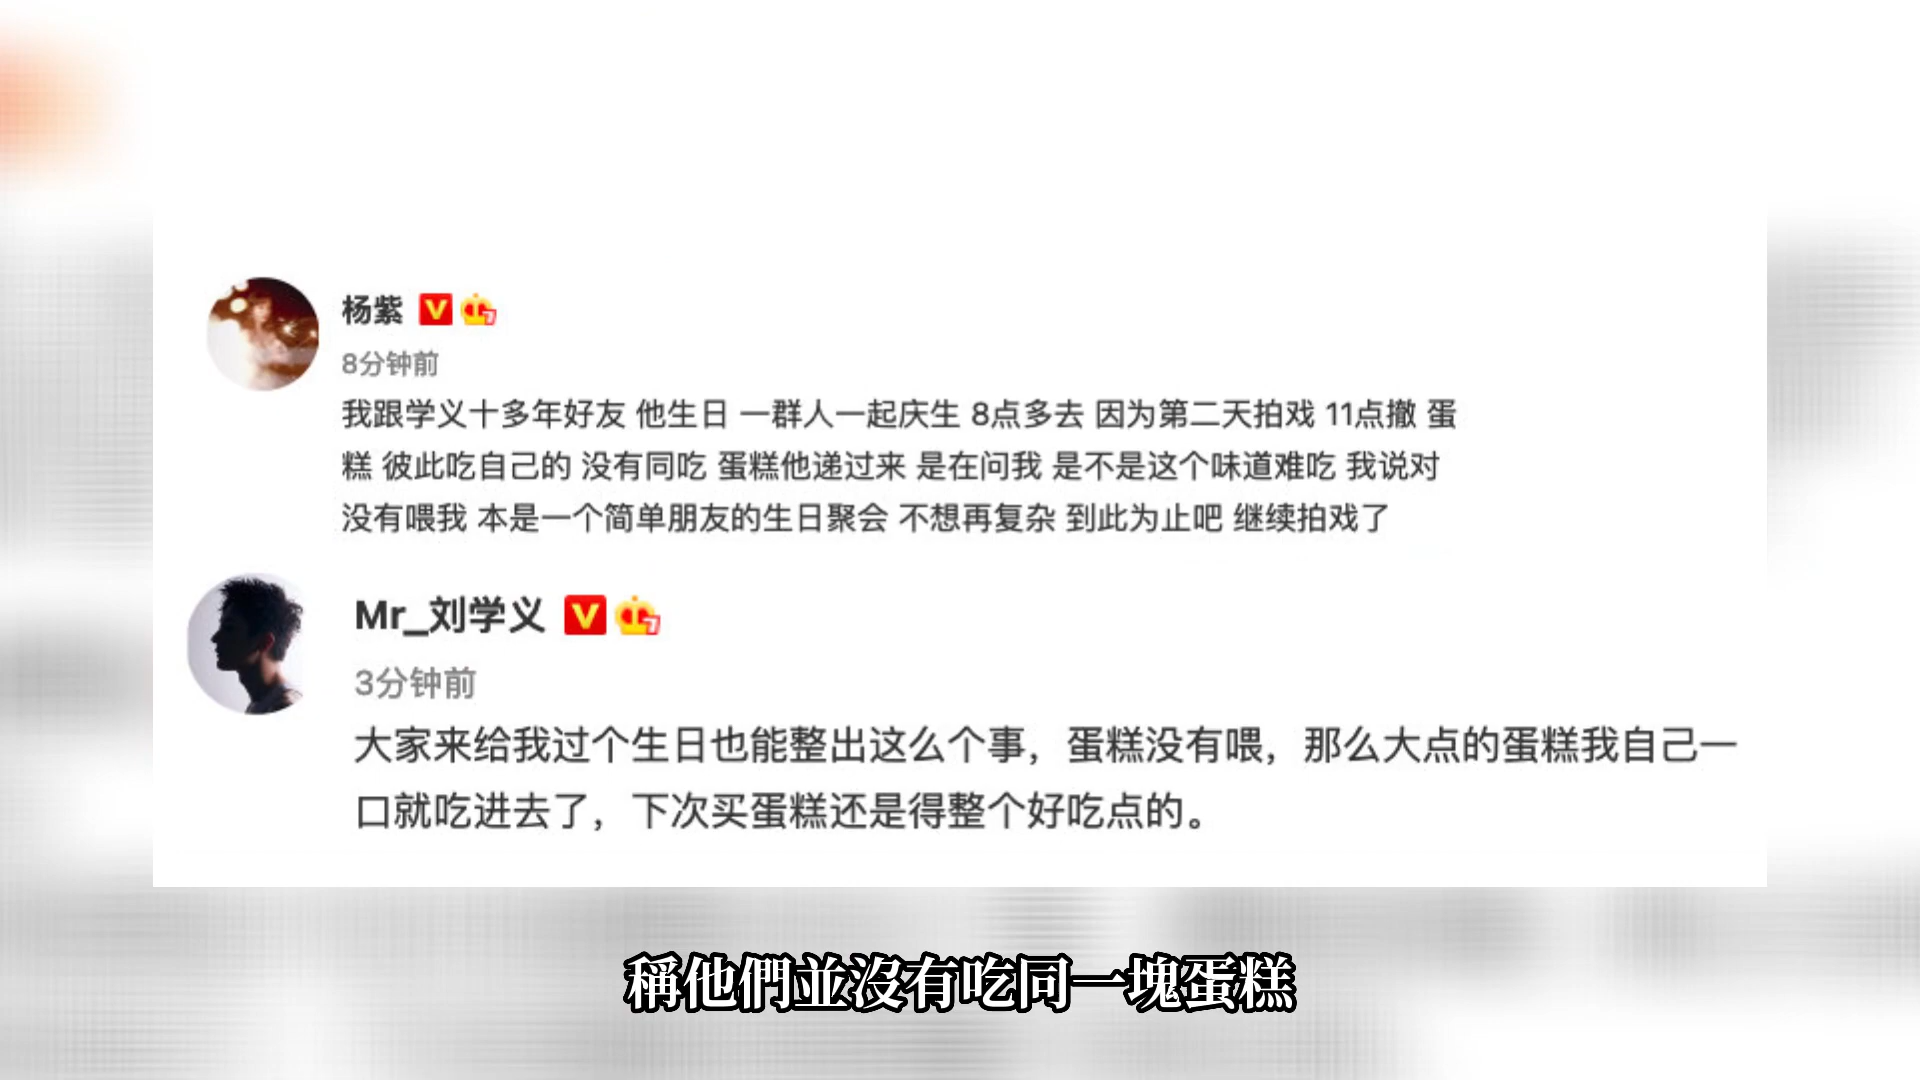 杨紫
8分钟前
我跟学义十多年好友 他生日 一群人一起庆生 8点多去 因为第二天拍戏 11点撤 蛋
糕 彼此吃自己的 没有同吃 蛋糕他递过来 是在问我 是不是这个味道难吃 我说对
没有喂我 本是一个简单朋友的生日聚会 不想再复杂 到此为止吧 继续拍戏了
Mr_刘学义
3分钟前
大家来给我过个生日也能整出这么个事，蛋糕没有喂，那么大点的蛋糕我自己一
口就吃进去了，下次买蛋糕还是得整个好吃点的。
稱他們並沒有吃同一塊蛋糕